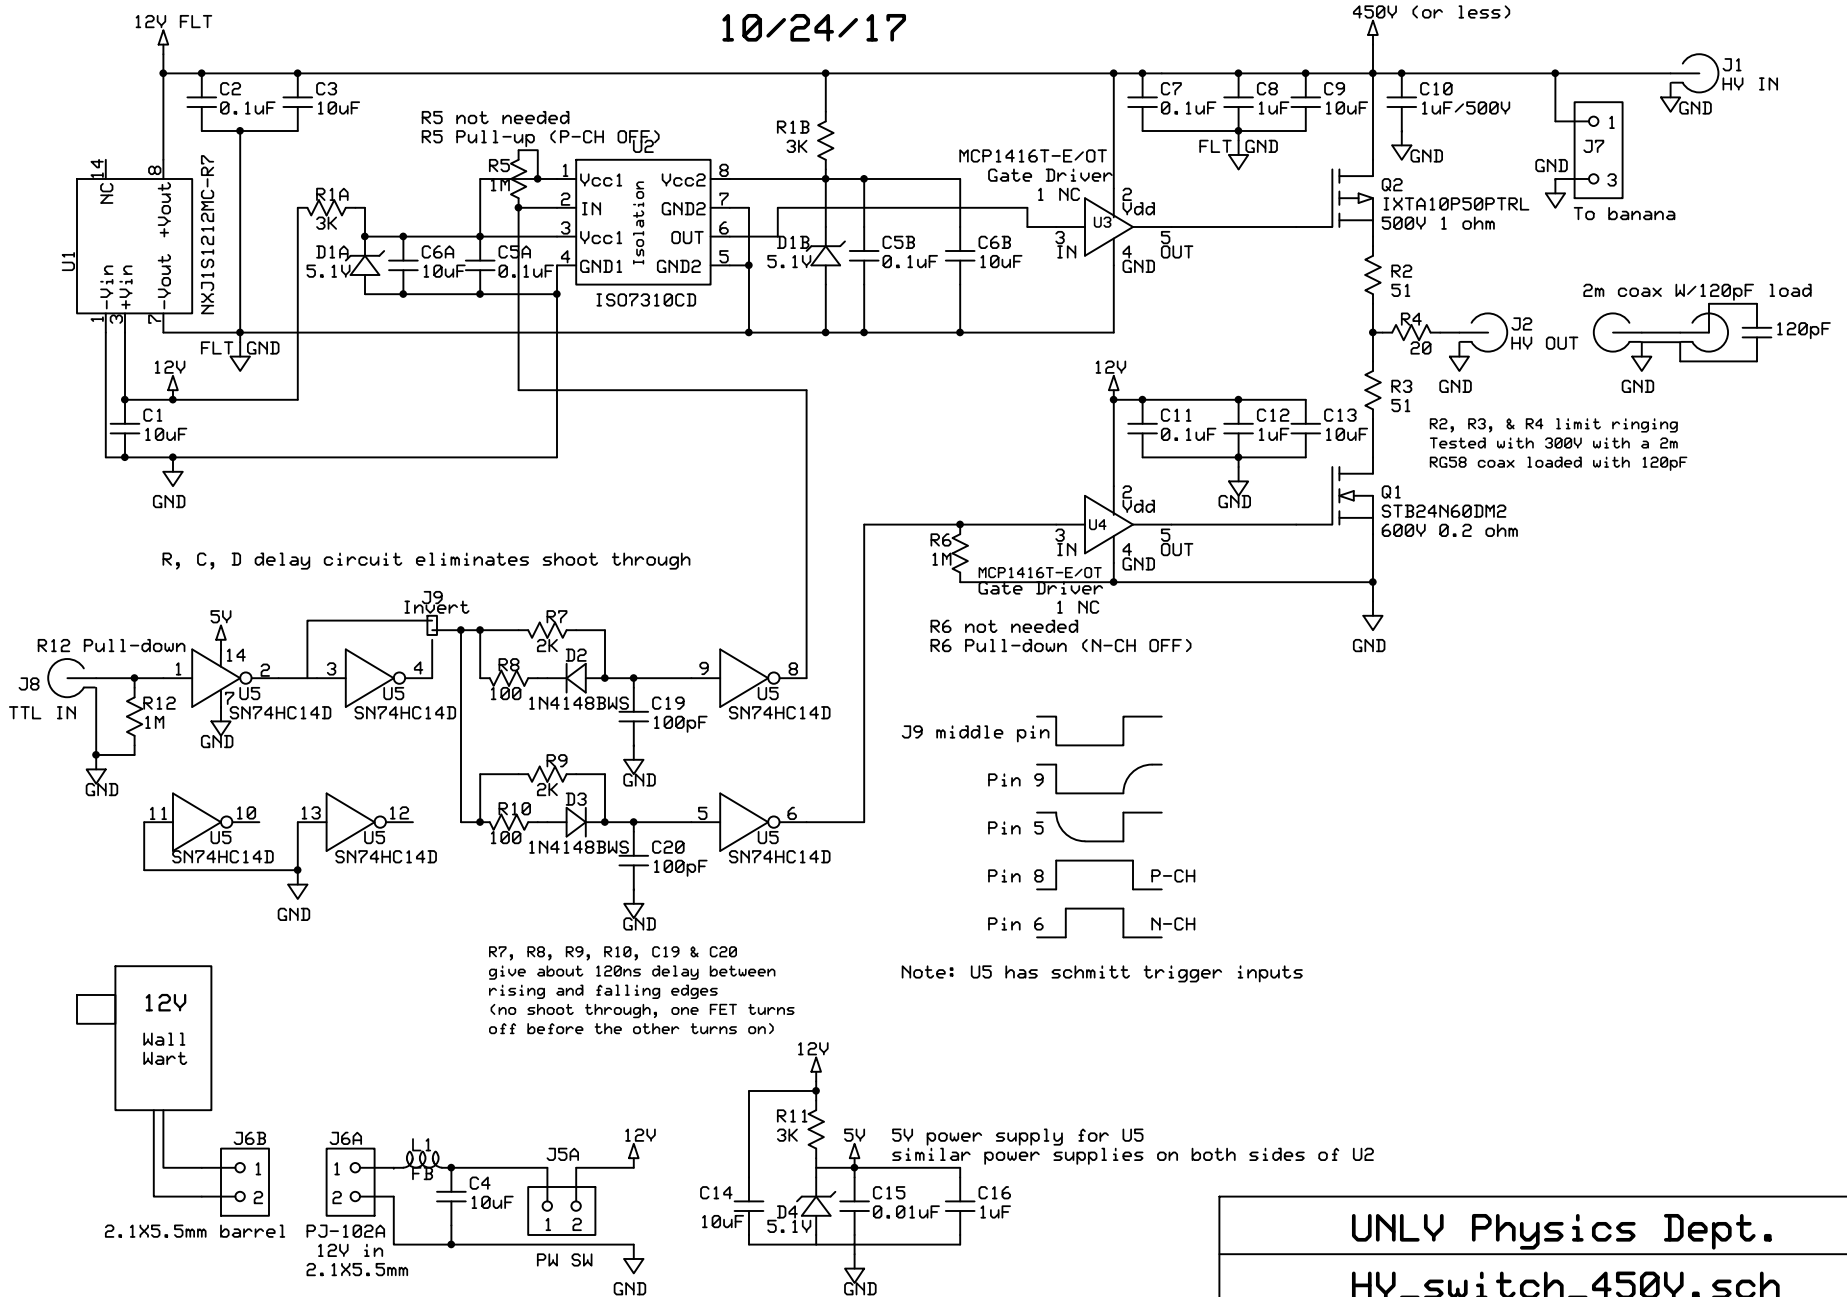 10/24/17
12V FLT
450V (or less)
C2
0.1uF
C3
10uF
R5 not needed
R5 Pull-up (P-CH OFF)
R1B
3K
C7
0.1uF
C8
1uF
C9
10uF
C10
1uF/500V
J1
HV IN
GND
FLT GND
GND
1
J7
3
GND
To banana
NC 14
8
+Vout
NXJ1S1212MC-R7
U1
-Vin
+Vin
-Vout
1
3
7
R1A
3K
D1A
5.1V
C6A
10uF
C5A
0.1uF
R5
1M
U2
1
Vcc1
2
IN
3
Vcc1
4
GND1
Isolation
Vcc2
8
GND2
7
OUT
6
GND2
5
ISO7310CD
D1B
5.1V
C5B
0.1uF
C6B
10uF
MCP1416T-E/OT
Gate Driver
1 NC
2
Vdd
U3
3
IN
4
GND
5
OUT
Q2
IXTA10P50PTRL
500V 1 ohm
R2
51
R4
20
J2
HV OUT
GND
2m coax W/120pF load
120pF
GND
FLT GND
12V
C1
10uF
GND
12V
C11
0.1uF
C12
1uF
C13
10uF
GND
R3
51
R2, R3, & R4 limit ringing
Tested with 300V with a 2m
RG58 coax loaded with 120pF
Q1
STB24N60DM2
600V 0.2 ohm
2
Vdd
U4
3
IN
4
GND
5
OUT
R6
1M
MCP1416T-E/OT
Gate Driver
1 NC
R6 not needed
R6 Pull-down (N-CH OFF)
GND
R, C, D delay circuit eliminates shoot through
J9
Invert
R12 Pull-down
5V
J8
TTL IN
R12
1M
GND
1
14
2
7
U5
SN74HC14D
GND
3
4
U5
SN74HC14D
R7
2K
R8
100
D2
1N4148BWS
C19
100pF
GND
9
8
U5
SN74HC14D
R9
2K
R10
100
D3
1N4148BWS
C20
100pF
GND
5
6
U5
SN74HC14D
11
10
U5
SN74HC14D
13
12
U5
SN74HC14D
GND
J9 middle pin
Pin 9
Pin 5
Pin 8
P-CH
Pin 6
N-CH
Note: U5 has schmitt trigger inputs
R7, R8, R9, R10, C19 & C20
give about 120ns delay between
rising and falling edges
(no shoot through, one FET turns
off before the other turns on)
12V
Wall
Wart
J6B
1
2
2.1X5.5mm barrel
J6A
1
2
PJ-102A
12V in
2.1X5.5mm
L1
FB
C4
10uF
J5A
1 2
PW SW
12V
GND
12V
R11
3K
5V
5V power supply for U5
similar power supplies on both sides of U2
C14
10uF
D4
5.1V
C15
0.01uF
C16
1uF
GND
UNLV Physics Dept.
HV_switch_450V.sch